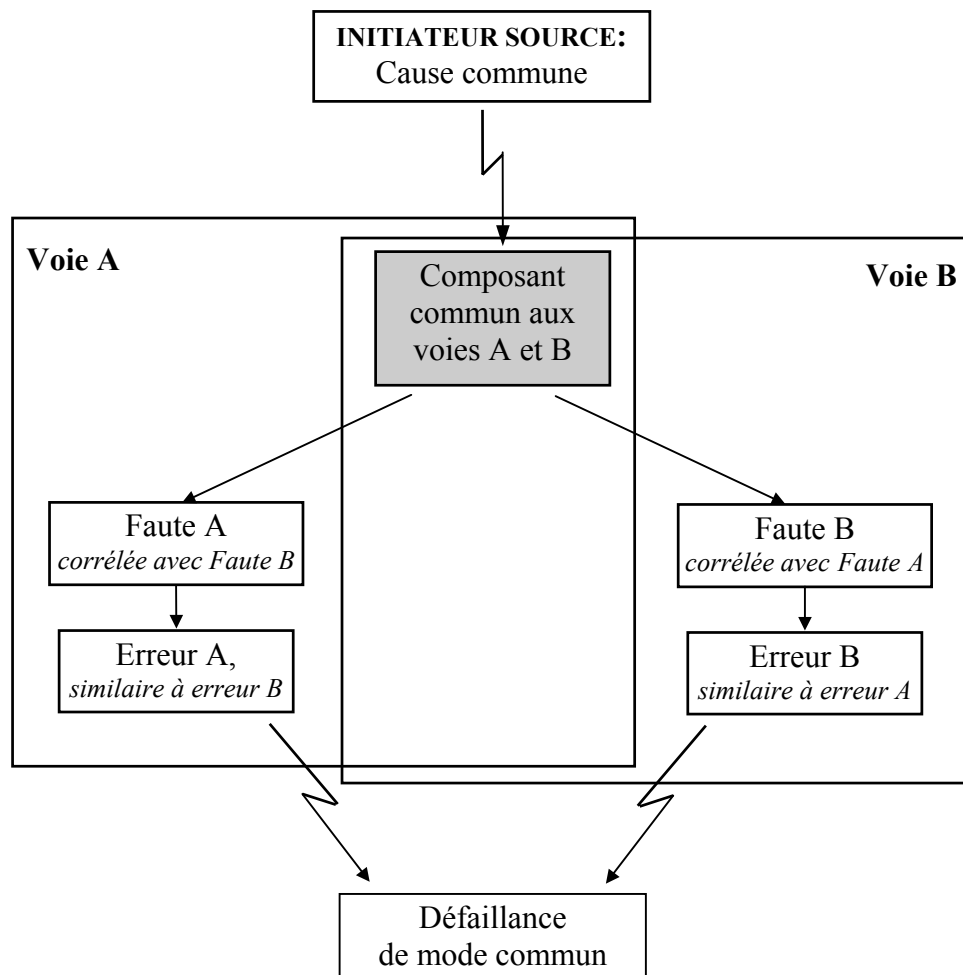 INITIATEUR SOURCE:
Cause commune
Voie A
Voie B
Composant
commun aux
voies A et B
Faute A
corrélée avec Faute B
Faute B
corrélée avec Faute A
Erreur A,
similaire à erreur B
Erreur B
similaire à erreur A
Défaillance
de mode commun